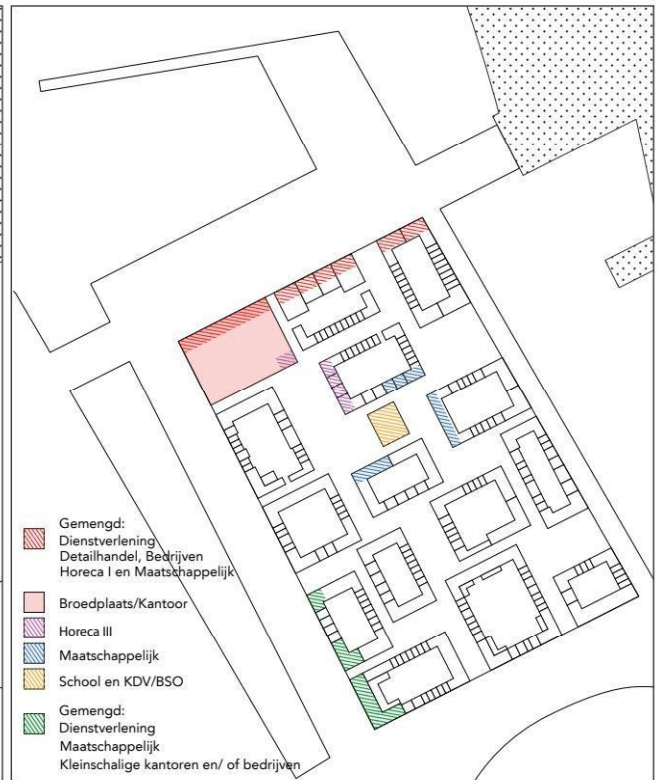 Gemengd:
Dienstverlening
Detailhandel, Bedrijven
Horeca I en Maatschappelijk
Broedplaats/Kantoor
Horeca III
Maatschappelijk
School en KDV/BSO
Gemengd:
Dienstverlening
Maatschappelijk
Kleinschalige kantoren en/ of bedrijven